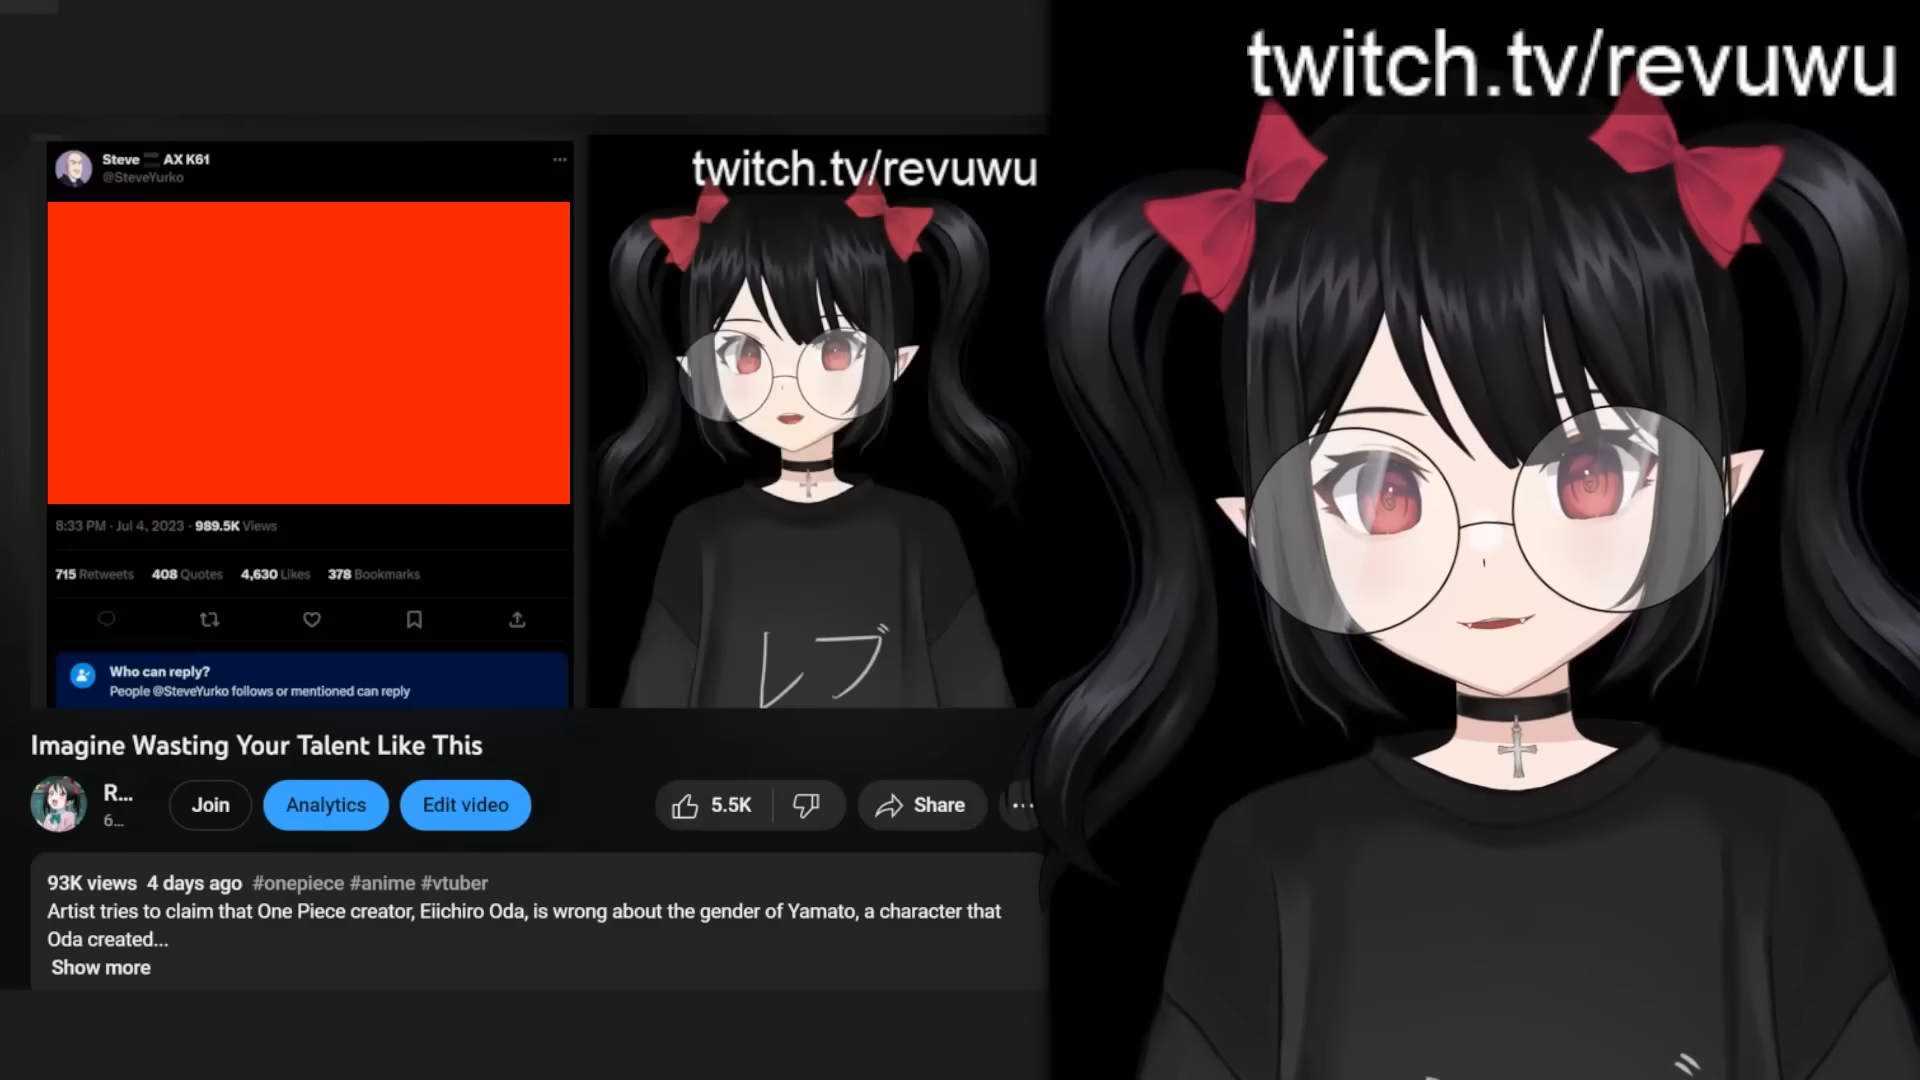 twitch.tv/revuwu
Steve AX K61
@SteveYurko
twitch.tv/revuwu
8:33 PM · Jul 4, 2023 · 989.5K Views
715 Retweets 408 Quotes 4,630 Likes 378 Bookmarks
Who can reply?
People @SteveYurko follows or mentioned can reply
レブ
Imagine Wasting Your Talent Like This
R...
6...
Join
Analytics
Edit video
5.5K
Share
93K views 4 days ago #onepiece #anime #vtuber
Artist tries to claim that One Piece creator, Eiichiro Oda, is wrong about the gender of Yamato, a character that
Oda created...
Show more